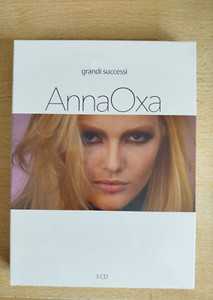 grandi successi
AnnaOxa
3 CD